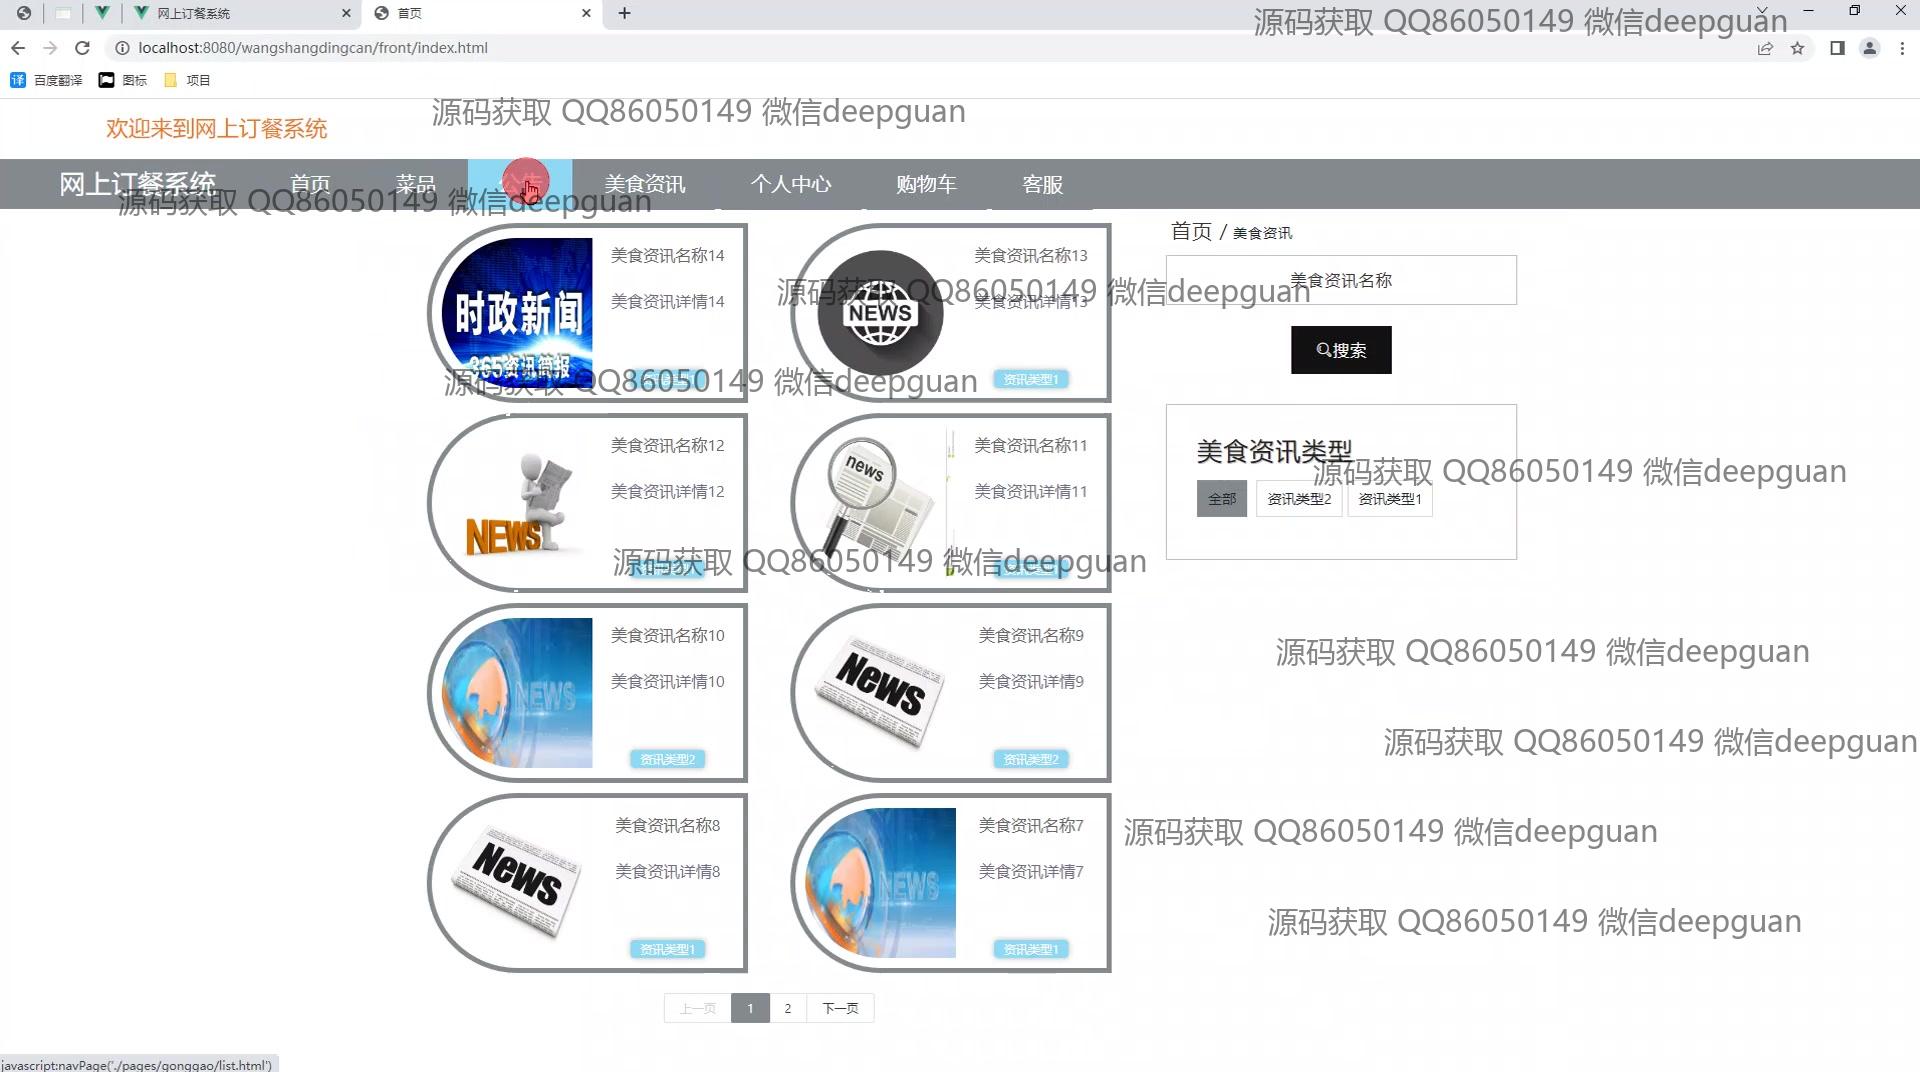 网上订餐系统
首页
源码获取 QQ86050149 微信deepguan
localhost:8080/wangshangdingcan/front/index.html
百度翻译
图标
项目
源码获取 QQ86050149 微信deepguan
欢迎来到网上订餐系统
网上订餐系统
首页
菜品
公告
美食资讯
个人中心
购物车
客服
源码获取 QQ86050149 微信deepguan
首页 / 美食资讯
美食资讯名称14
美食资讯详情14
时政新闻
365资讯简报
美食资讯名称13
美食资讯详情13
NEWS
资讯类型1
源码获取 QQ86050149 微信deepguan
美食资讯名称
搜索
源码获取 QQ86050149 微信deepguan
美食资讯名称12
美食资讯详情12
NEWS
美食资讯名称11
美食资讯详情11
news
美食资讯类型
源码获取 QQ86050149 微信deepguan
全部
资讯类型2
资讯类型1
源码获取 QQ86050149 微信deepguan
美食资讯名称10
美食资讯详情10
NEWS
资讯类型2
美食资讯名称9
美食资讯详情9
News
资讯类型2
源码获取 QQ86050149 微信deepguan
源码获取 QQ86050149 微信deepguan
美食资讯名称8
美食资讯详情8
News
资讯类型1
美食资讯名称7
美食资讯详情7
NEWS
资讯类型1
源码获取 QQ86050149 微信deepguan
源码获取 QQ86050149 微信deepguan
上一页
1
2
下一页
javascript:navPage('./pages/gonggao/list.html')